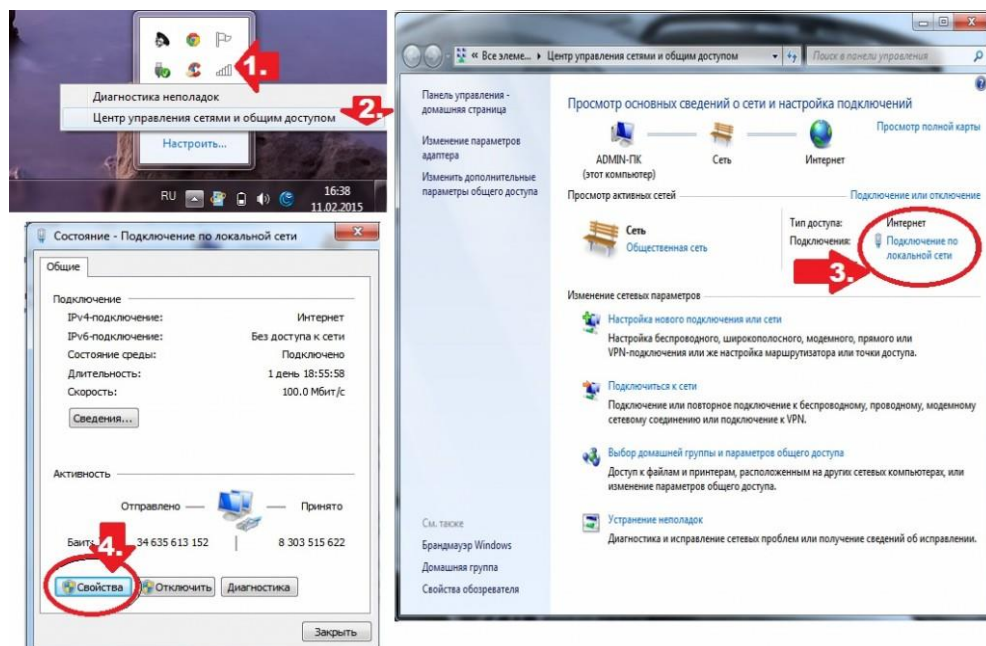 1.
Диагностика неполадок
Центр управления сетями и общим доступом
2.
Настроить...
RU
16:38
11.02.2015
Состояние - Подключение по локальной сети
Общие
Подключение
IPv4-подключение: Интернет
IPv6-подключение: Без доступа к сети
Состояние среды: Подключено
Длительность: 1 день 18:55:58
Скорость: 100.0 Мбит/с
Сведения...
Активность
Отправлено — Принято
Байт: 34 635 613 152 | 8 303 515 622
4.
Свойства Отключить Диагностика
Закрыть
« Все элеме... Центр управления сетями и общим доступом Поиск в панели управления
Панель управления -
домашняя страница
Изменение параметров
адаптера
Изменить дополнительные
параметры общего доступа
См. также
Брандмауэр Windows
Домашняя группа
Свойства обозревателя
Просмотр основных сведений о сети и настройка подключений
Просмотр полной карты
ADMIN-ПК Сеть Интернет
(этот компьютер)
Просмотр активных сетей Подключение или отключение
Сеть
Общественная сеть
Тип доступа: Интернет
Подключения: Подключение по
локальной сети
3.
Изменение сетевых параметров
Настройка нового подключения или сети
Настройка беспроводного, широкополосного, модемного, прямого или
VPN-подключения или же настройка маршрутизатора или точки доступа.
Подключиться к сети
Подключение или повторное подключение к беспроводному, проводному, модемному
сетевому соединению или подключение к VPN.
Выбор домашней группы и параметров общего доступа
Доступ к файлам и принтерам, расположенным на других сетевых компьютерах, или
изменение параметров общего доступа.
Устранение неполадок
Диагностика и исправление сетевых проблем или получение сведений об исправлении.